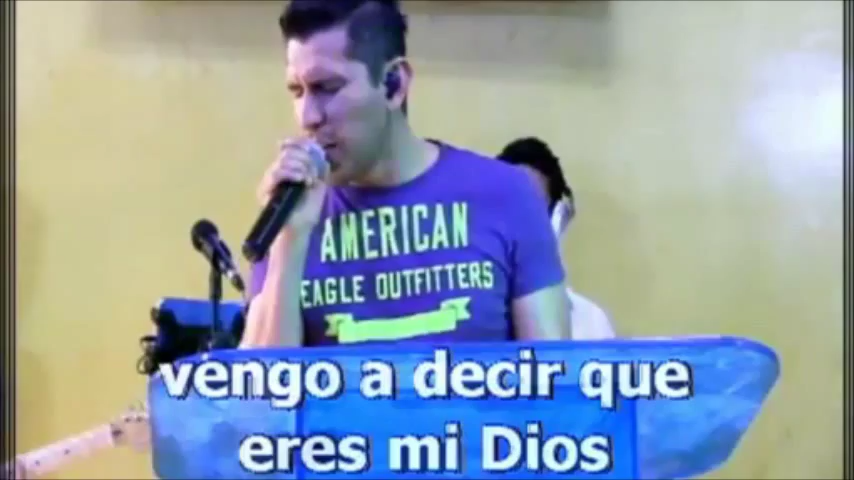 AMERICAN
EAGLE OUTFITTERS
vengo a decir que
eres mi Dios